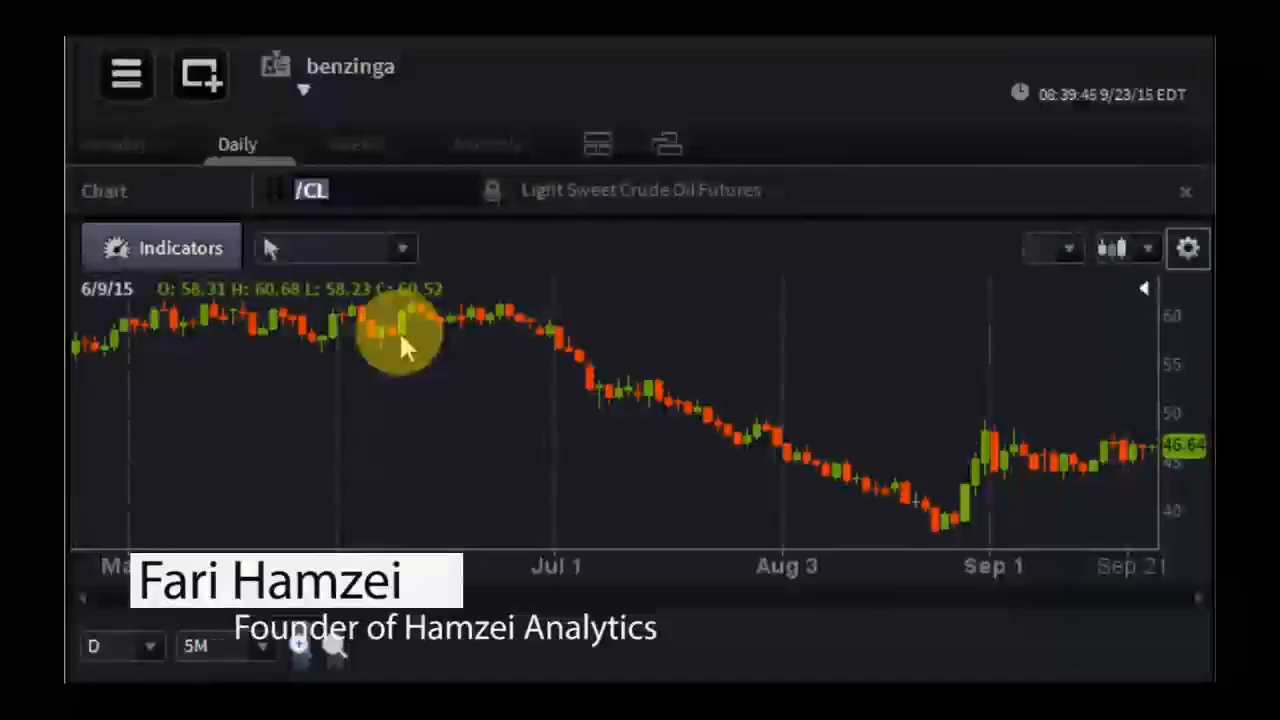 benzinga
08:39:45 9/23/15 EDT
Daily
Chart
/CL
Light Sweet Crude Oil Futures
×
Indicators
6/9/15 O: 58.31 H: 60.68 L: 58.23 C: 60.52
60
55
50
46.64
45
40
Jul 1 Aug 3 Sep 1 Sep 21
Fari Hamzei
Founder of Hamzei Analytics
D
5M